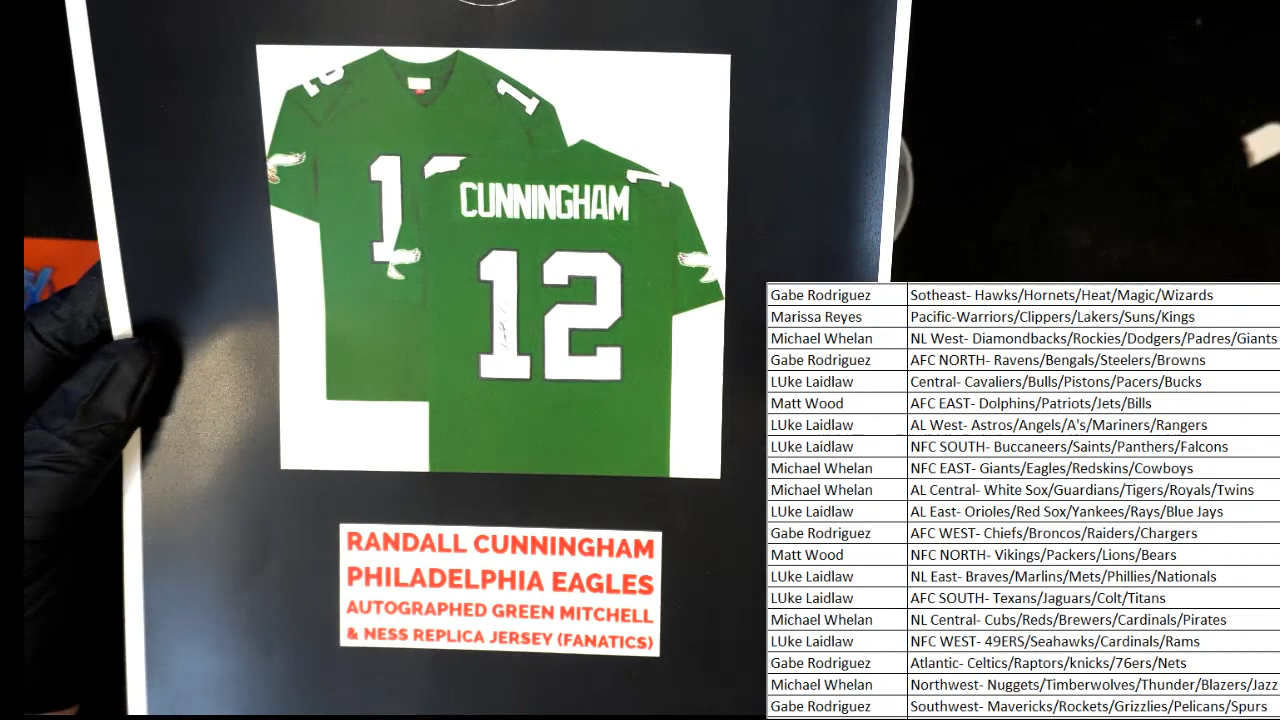 1
1
CUNNINGHAM
12
RANDALL CUNNINGHAM
PHILADELPHIA EAGLES
AUTOGRAPHED GREEN MITCHELL
& NESS REPLICA JERSEY (FANATICS)
Gabe Rodriguez Sotheast- Hawks/Hornets/Heat/Magic/Wizards
Marissa Reyes Pacific-Warriors/Clippers/Lakers/Suns/Kings
Michael Whelan NL West- Diamondbacks/Rockies/Dodgers/Padres/Giants
Gabe Rodriguez AFC NORTH- Ravens/Bengals/Steelers/Browns
LUke Laidlaw Central- Cavaliers/Bulls/Pistons/Pacers/Bucks
Matt Wood AFC EAST- Dolphins/Patriots/Jets/Bills
LUke Laidlaw AL West- Astros/Angels/A's/Mariners/Rangers
LUke Laidlaw NFC SOUTH- Buccaneers/Saints/Panthers/Falcons
Michael Whelan NFC EAST- Giants/Eagles/Redskins/Cowboys
Michael Whelan AL Central- White Sox/Guardians/Tigers/Royals/Twins
LUke Laidlaw AL East- Orioles/Red Sox/Yankees/Rays/Blue Jays
Gabe Rodriguez AFC WEST- Chiefs/Broncos/Raiders/Chargers
Matt Wood NFC NORTH- Vikings/Packers/Lions/Bears
LUke Laidlaw NL East- Braves/Marlins/Mets/Phillies/Nationals
LUke Laidlaw AFC SOUTH- Texans/Jaguars/Colt/Titans
Michael Whelan NL Central- Cubs/Reds/Brewers/Cardinals/Pirates
LUke Laidlaw NFC WEST- 49ERS/Seahawks/Cardinals/Rams
Gabe Rodriguez Atlantic- Celtics/Raptors/knicks/76ers/Nets
Michael Whelan Northwest- Nuggets/Timberwolves/Thunder/Blazers/Jazz
Gabe Rodriguez Southwest- Mavericks/Rockets/Grizzlies/Pelicans/Spurs